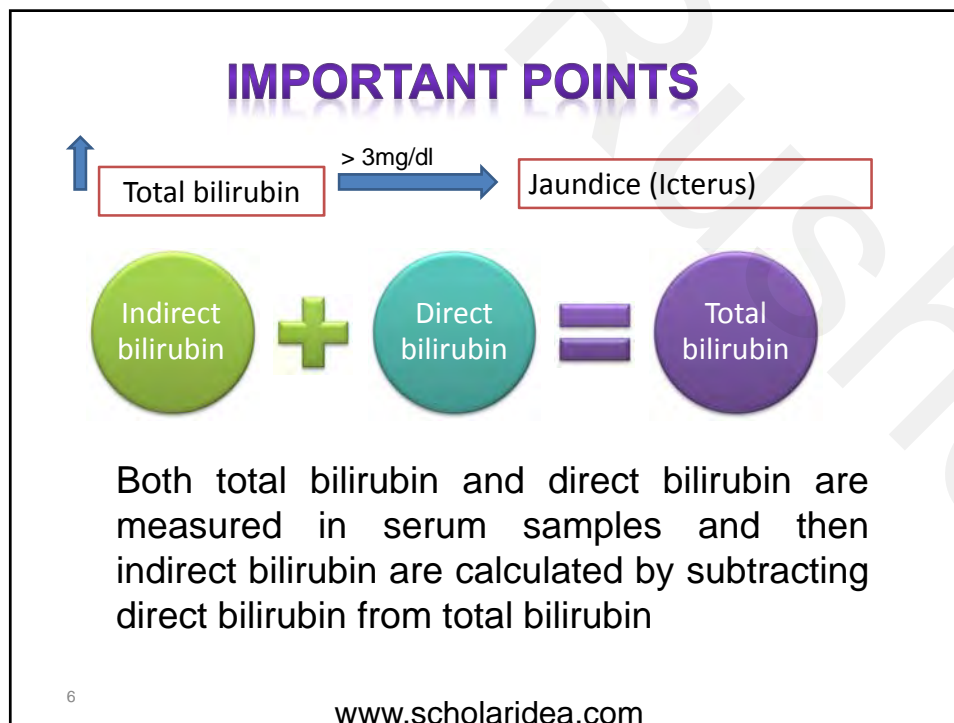 IMPORTANT POINTS
> 3mg/dl
Total bilirubin
Jaundice (Icterus)
Indirect
bilirubin
Direct
bilirubin
Total
bilirubin
Both total bilirubin and direct bilirubin are
measured in serum samples and then
indirect bilirubin are calculated by subtracting
direct bilirubin from total bilirubin
6
www.scholaridea.com